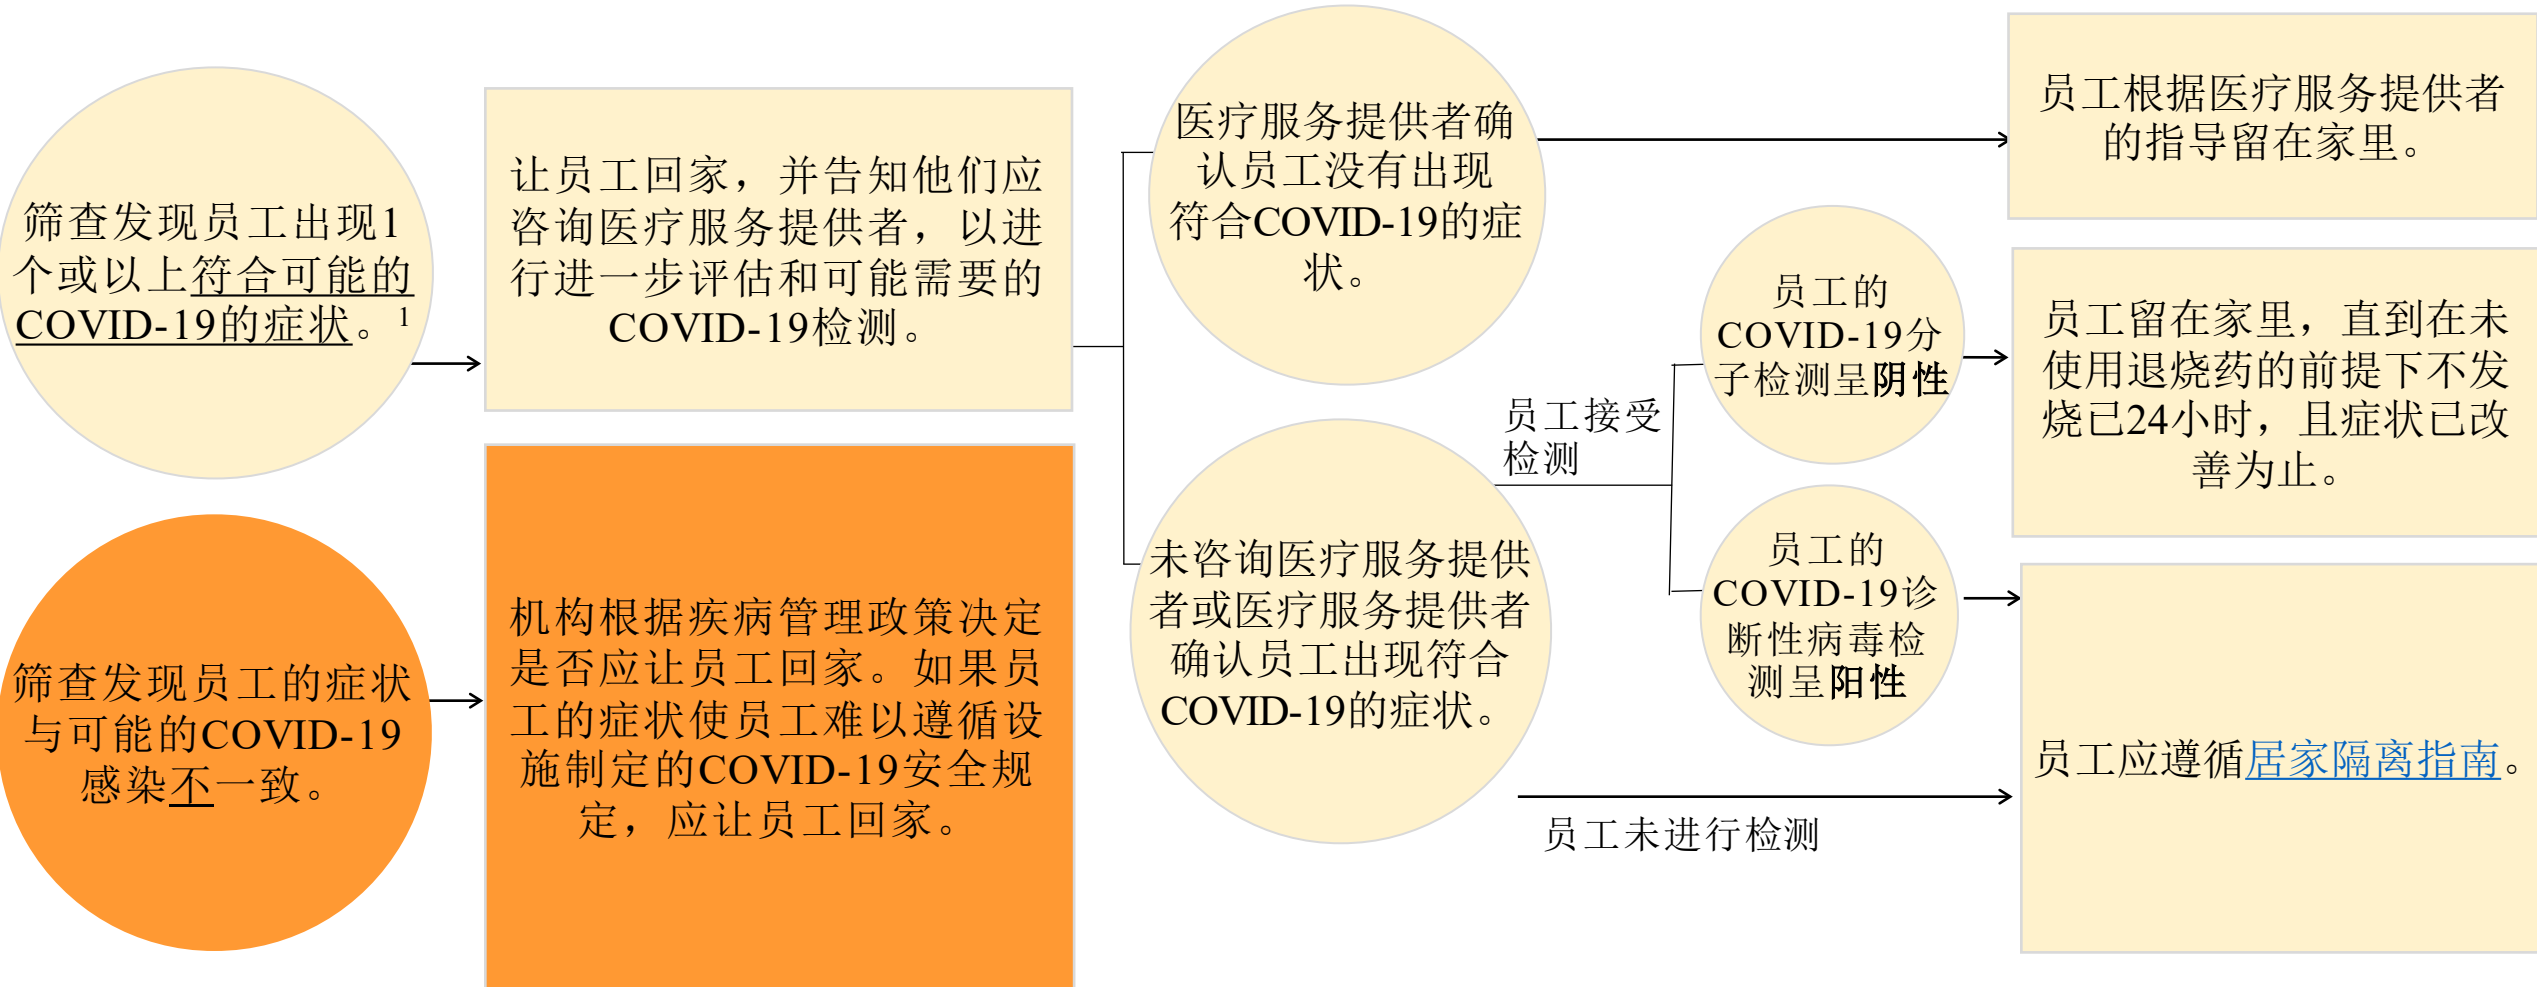 筛查发现员工出现1
个或以上符合可能的
COVID-19的症状。1
让员工回家，并告知他们应
咨询医疗服务提供者，以进
行进一步评估和可能需要的
COVID-19检测。
医疗服务提供者确
认员工没有出现
符合COVID-19的症
状。
员工根据医疗服务提供者
的指导留在家里。
未咨询医疗服务提供
者或医疗服务提供者
确认员工出现符合
COVID-19的症状。
员工接受
检测
员工的
COVID-19分
子检测呈阴性
员工留在家里，直到在未
使用退烧药的前提下不发
烧已24小时，且症状已改
善为止。
员工的
COVID-19诊
断性病毒检
测呈阳性
员工未进行检测
员工应遵循居家隔离指南。
筛查发现员工的症状
与可能的COVID-19
感染不一致。
机构根据疾病管理政策决定
是否应让员工回家。如果员
工的症状使员工难以遵循设
施制定的COVID-19安全规
定，应让员工回家。